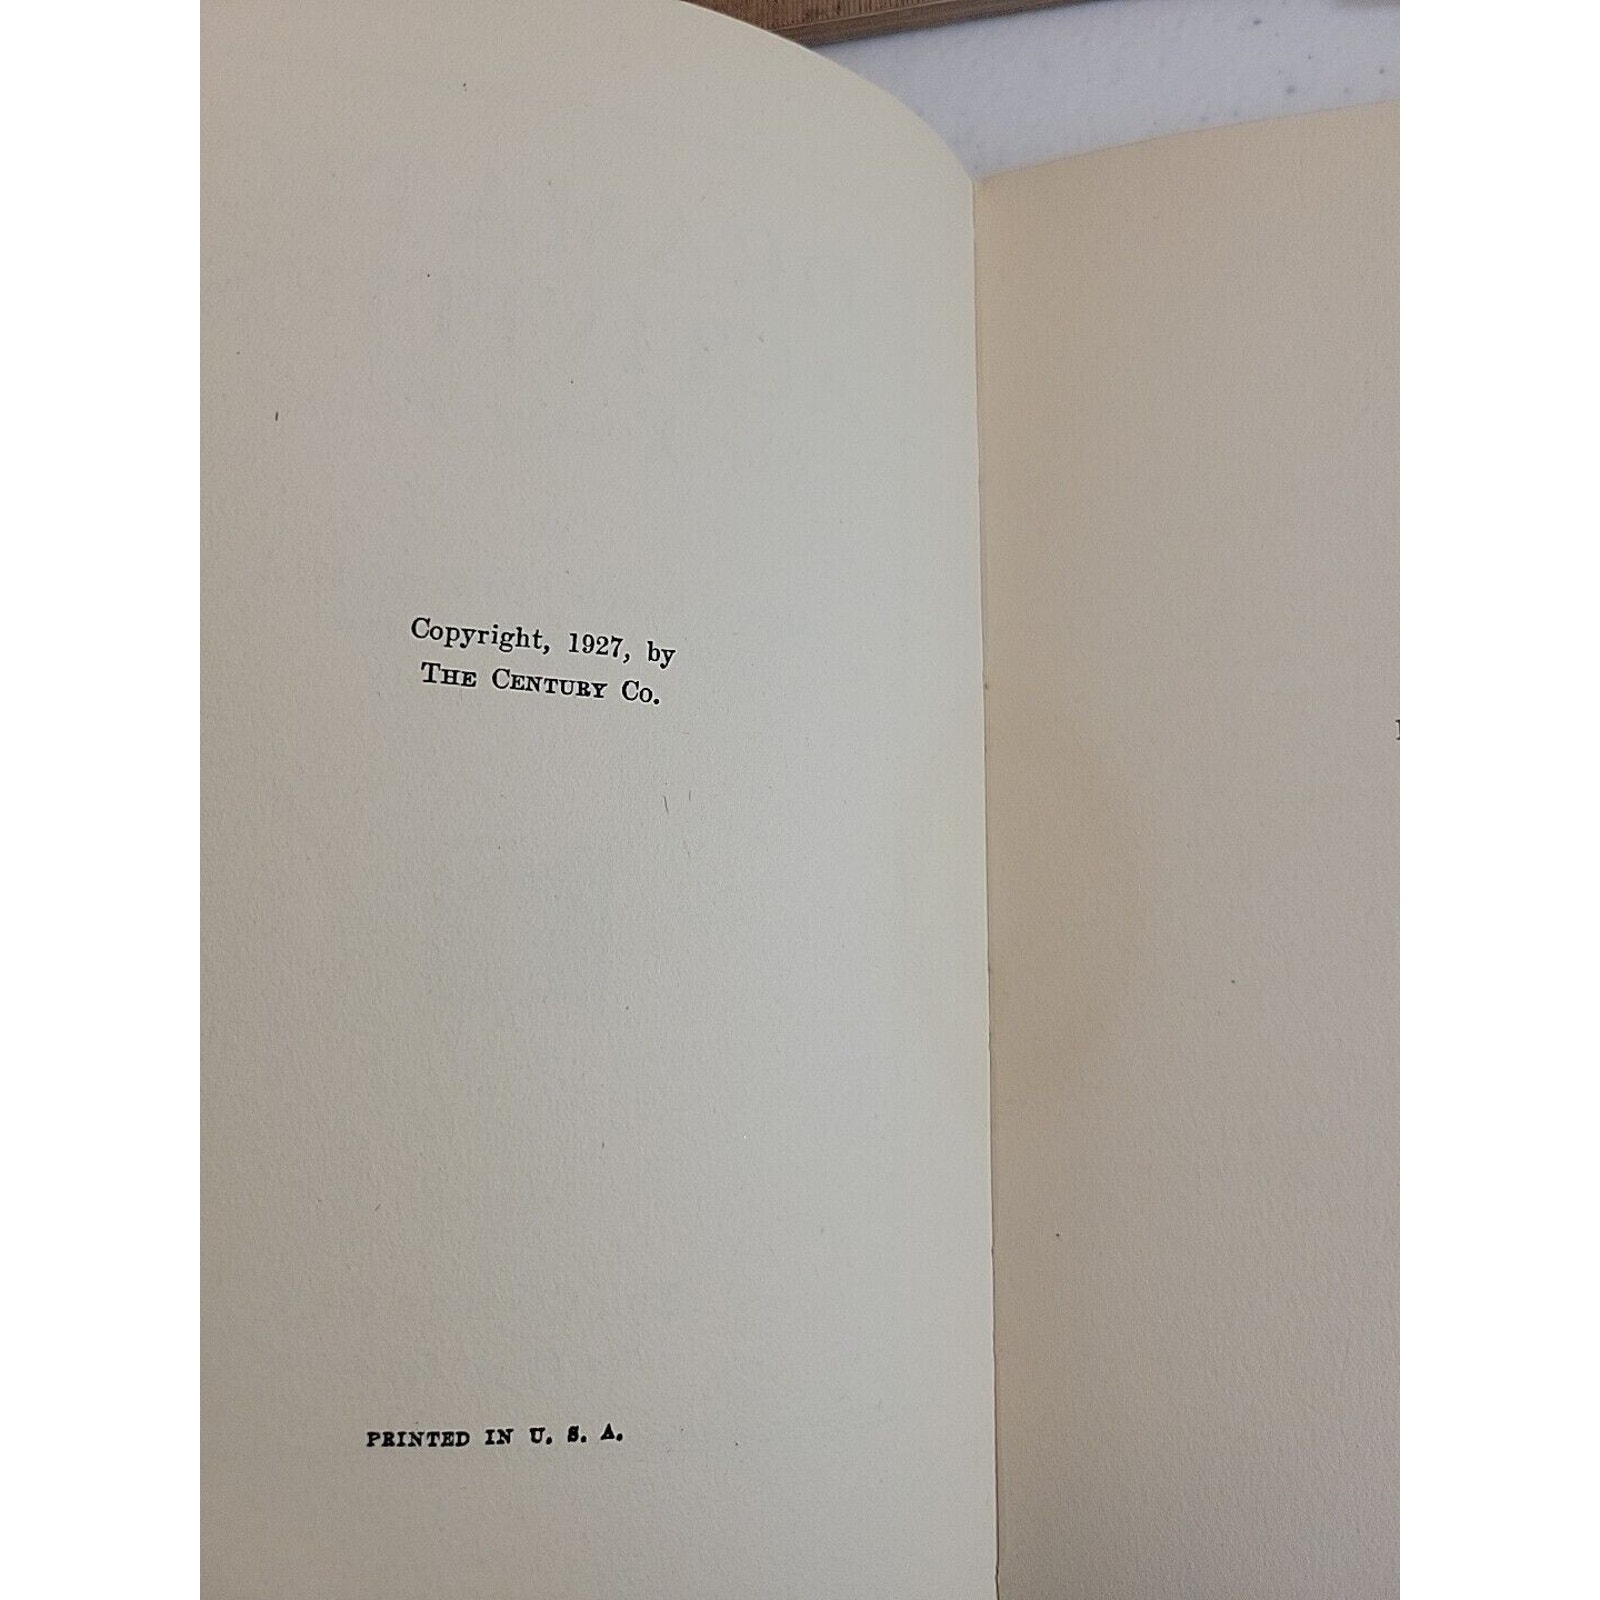 Copyright, 1927, by
THE CENTURY CO.
PRINTED IN U. S. A.